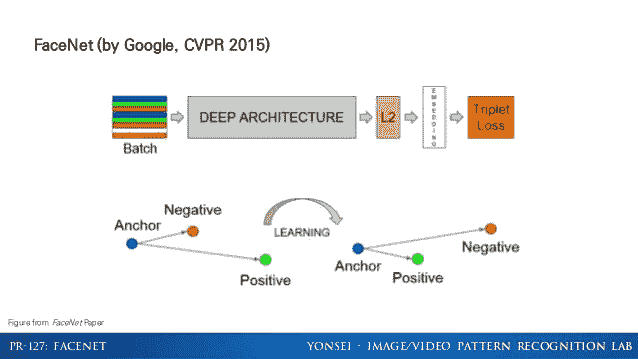 FaceNet (by Google, CVPR 2015)
Batch
DEEP ARCHITECTURE
L2
EMBEDDING
Triplet
Loss
Anchor
Negative
Positive
LEARNING
Anchor
Positive
Negative
Figure from FaceNet Paper
PR-127: FACENET
YONSEI - IMAGE/VIDEO PATTERN RECOGNITION LAB